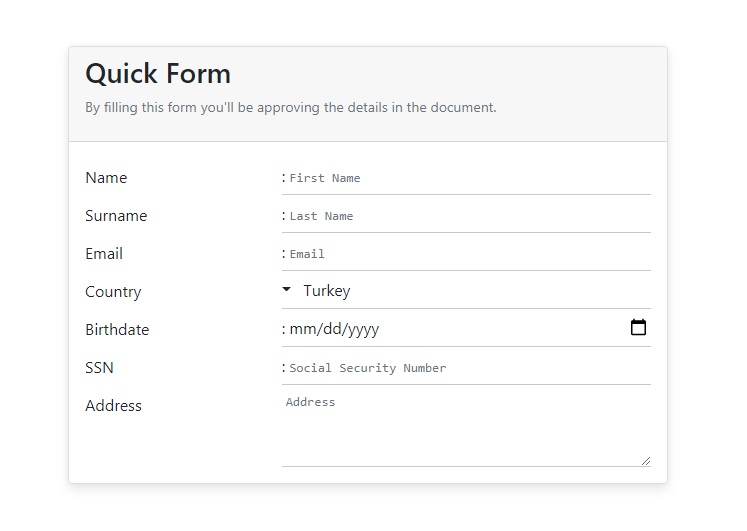 Quick Form
By filling this form you'll be approving the details in the document.
Name : First Name
Surname : Last Name
Email : Email
Country Turkey
Birthdate : mm/dd/yyyy
SSN : Social Security Number
Address Address